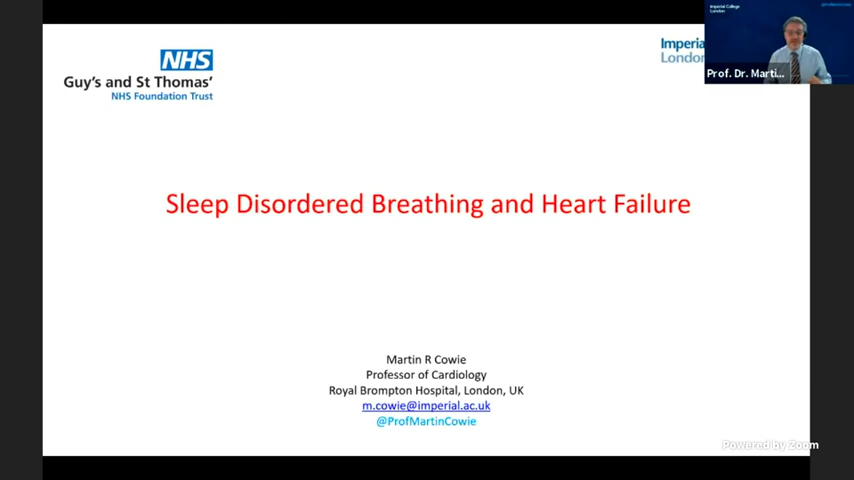 NHS
Guy's and St Thomas'
NHS Foundation Trust
Imperia
London
Imperial College
London
Prof. Dr. Marti...
Sleep Disordered Breathing and Heart Failure
Martin R Cowie
Professor of Cardiology
Royal Brompton Hospital, London, UK
m.cowie@imperial.ac.uk
@ProfMartinCowie
Powered by Zoom